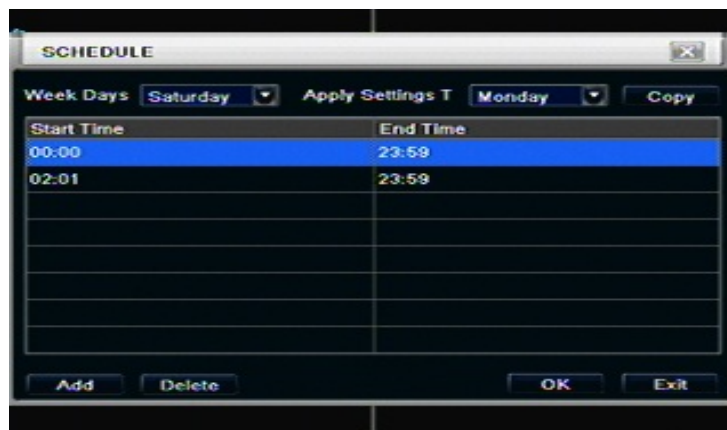 SCHEDULE
Week Days Saturday Apply Settings T Monday Copy
Start Time End Time
00:00 23:59
02:01 23:59
Add Delete OK Exit